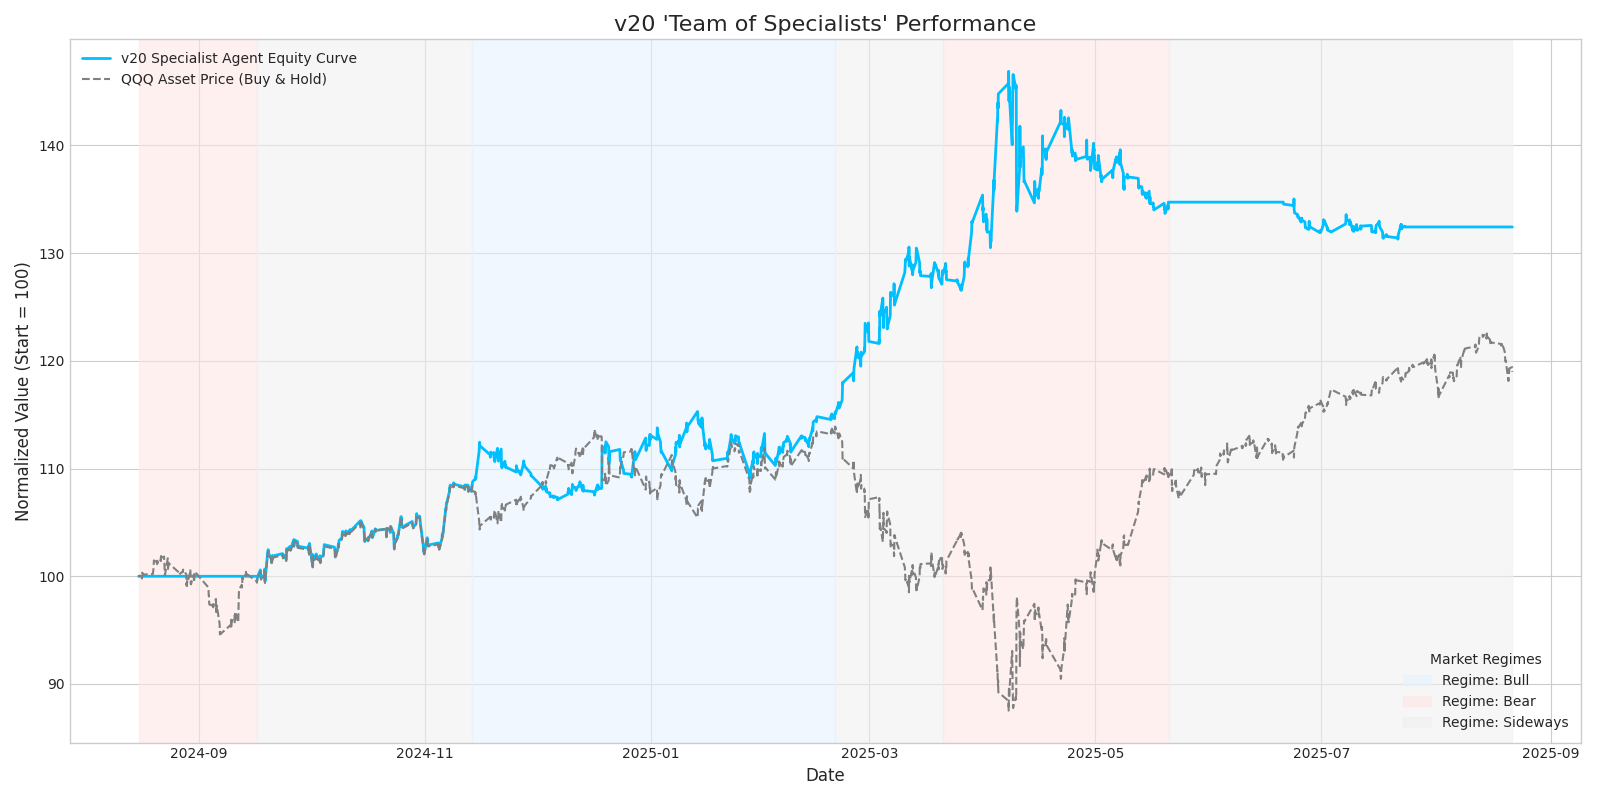 v20 'Team of Specialists' Performance
v20 Specialist Agent Equity Curve
QQQ Asset Price (Buy & Hold)
Normalized Value (Start = 100)
140
130
120
110
100
90
Market Regimes
Regime: Bull
Regime: Bear
Regime: Sideways
2024-09 2024-11 2025-01 2025-03 2025-05 2025-07 2025-09
Date